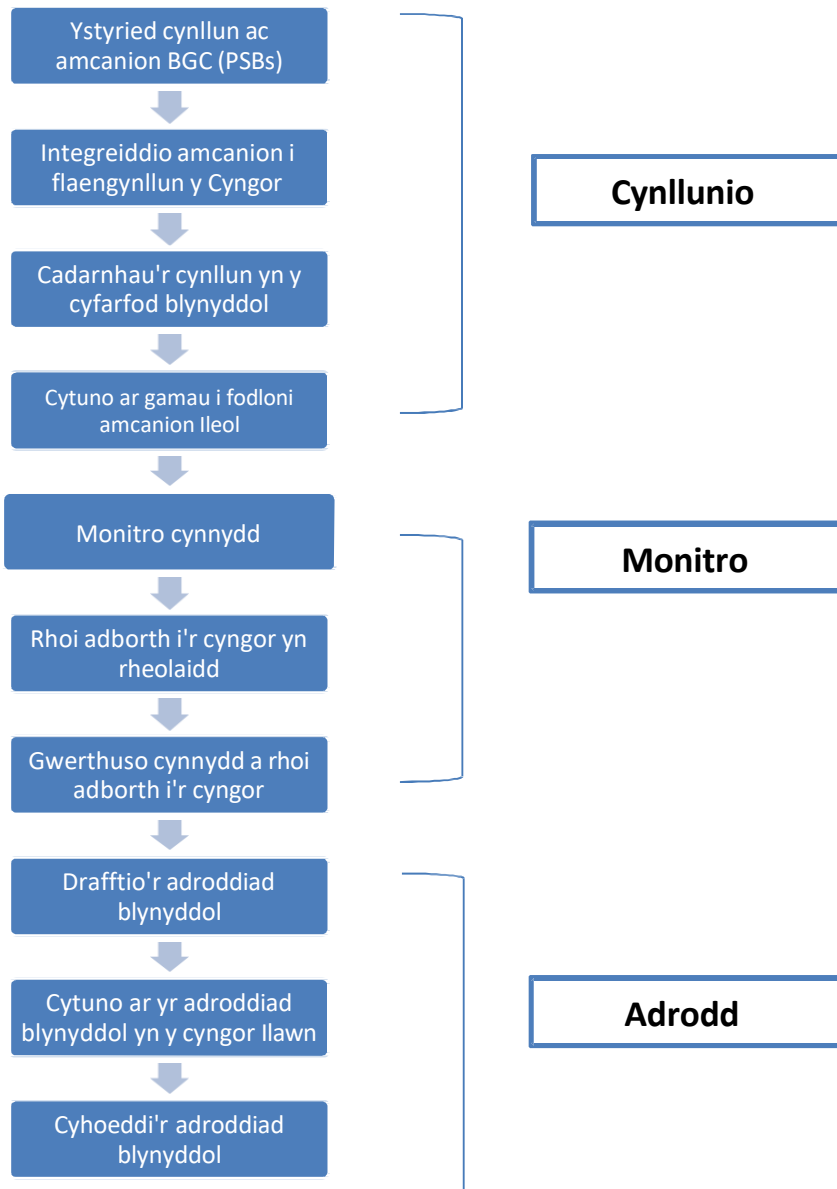 Ystyried cynllun ac
amcanion BGC (PSBs)
Integreiddio amcanion i
flaengynllun y Cyngor
Cynllunio
Cadarnhau'r cynllun yn y
cyfarfod blynyddol
Cytuno ar gamau i fodloni
amcanion lleol
Monitro cynnydd
Monitro
Rhoi adborth i'r cyngor yn
rheolaidd
Gwerthuso cynnydd a rhoi
adborth i'r cyngor
Drafftio'r adroddiad
blynyddol
Cytuno ar yr adroddiad
blynyddol yn y cyngor llawn
Adrodd
Cyhoeddi'r adroddiad
blynyddol